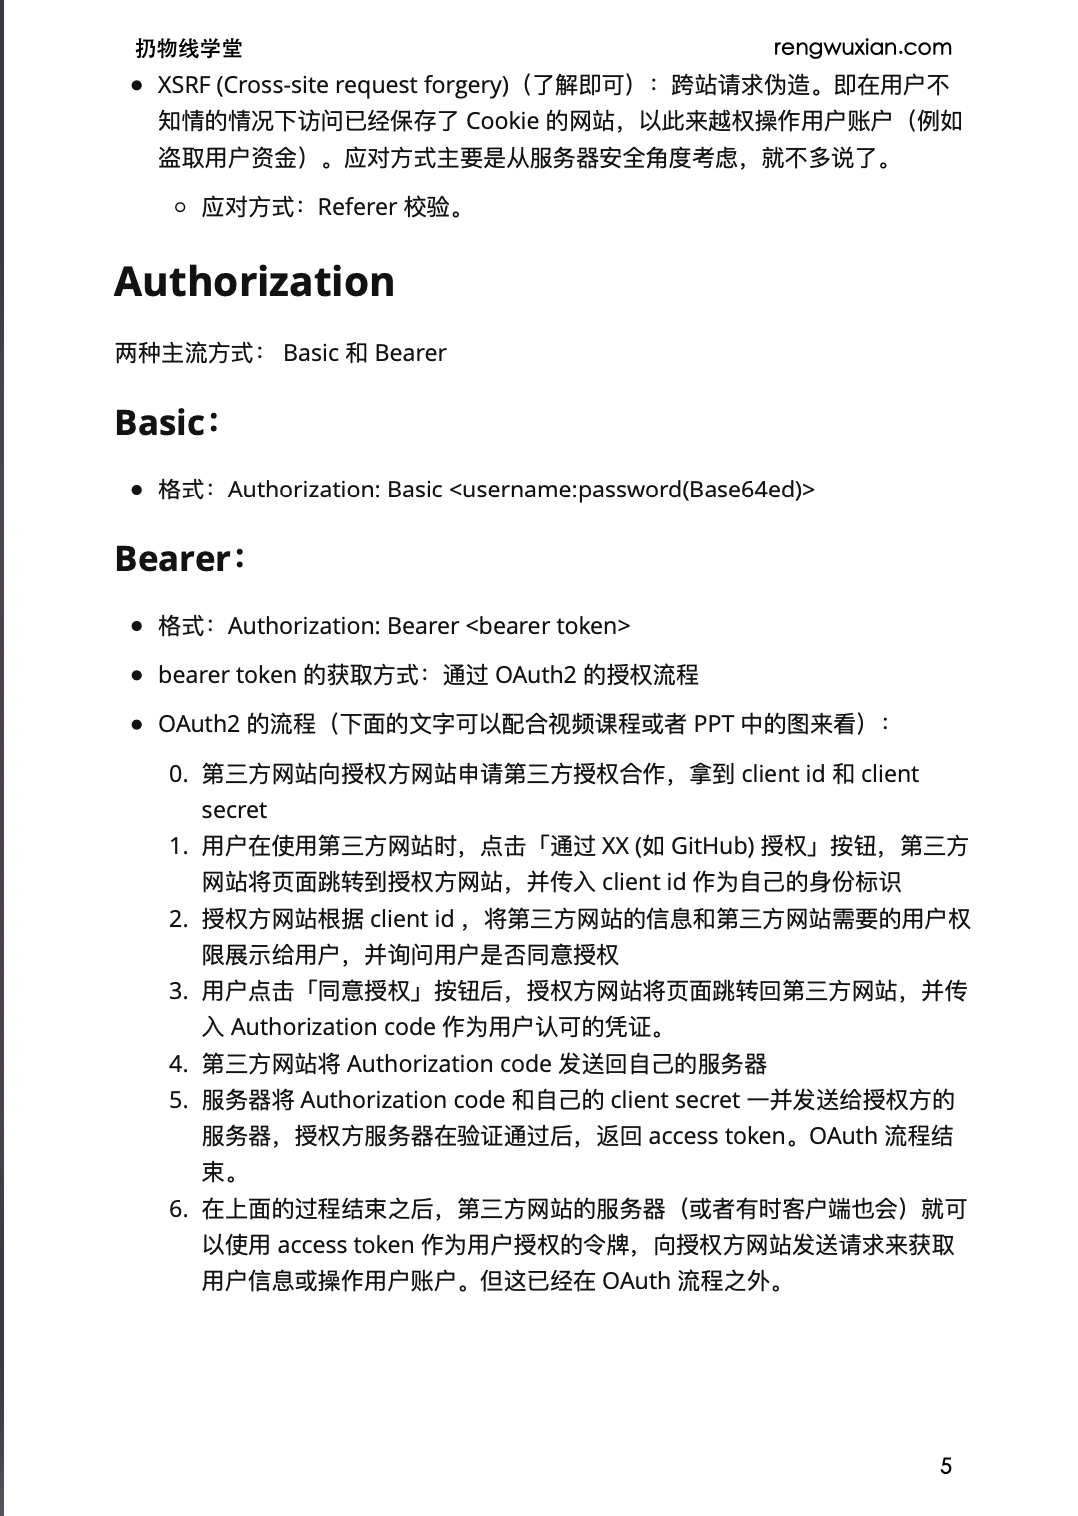 扔物线学堂
rengwuxian.com
• XSRF (Cross-site request forgery)（了解即可）：跨站请求伪造。即在用户不
知情的情况下访问已经保存了 Cookie 的网站，以此来越权操作用户账户（例如
盗取用户资金）。应对方式主要是从服务器安全角度考虑，就不多说了。
◦ 应对方式：Referer 校验。
Authorization
两种主流方式： Basic 和 Bearer
Basic：
• 格式：Authorization: Basic <username:password(Base64ed)>
Bearer：
• 格式：Authorization: Bearer <bearer token>
• bearer token 的获取方式：通过 OAuth2 的授权流程
• OAuth2 的流程（下面的文字可以配合视频课程或者 PPT 中的图来看）：
0. 第三方网站向授权方网站申请第三方授权合作，拿到 client id 和 client
secret
1. 用户在使用第三方网站时，点击「通过 XX (如 GitHub) 授权」按钮，第三方
网站将页面跳转到授权方网站，并传入 client id 作为自己的身份标识
2. 授权方网站根据 client id ，将第三方网站的信息和第三方网站需要的用户权
限展示给用户，并询问用户是否同意授权
3. 用户点击「同意授权」按钮后，授权方网站将页面跳转回第三方网站，并传
入 Authorization code 作为用户认可的凭证。
4. 第三方网站将 Authorization code 发送回自己的服务器
5. 服务器将 Authorization code 和自己的 client secret 一并发送给授权方的
服务器，授权方服务器在验证通过后，返回 access token。OAuth 流程结
束。
6. 在上面的过程结束之后，第三方网站的服务器（或者有时客户端也会）就可
以使用 access token 作为用户授权的令牌，向授权方网站发送请求来获取
用户信息或操作用户账户。但这已经在 OAuth 流程之外。
5